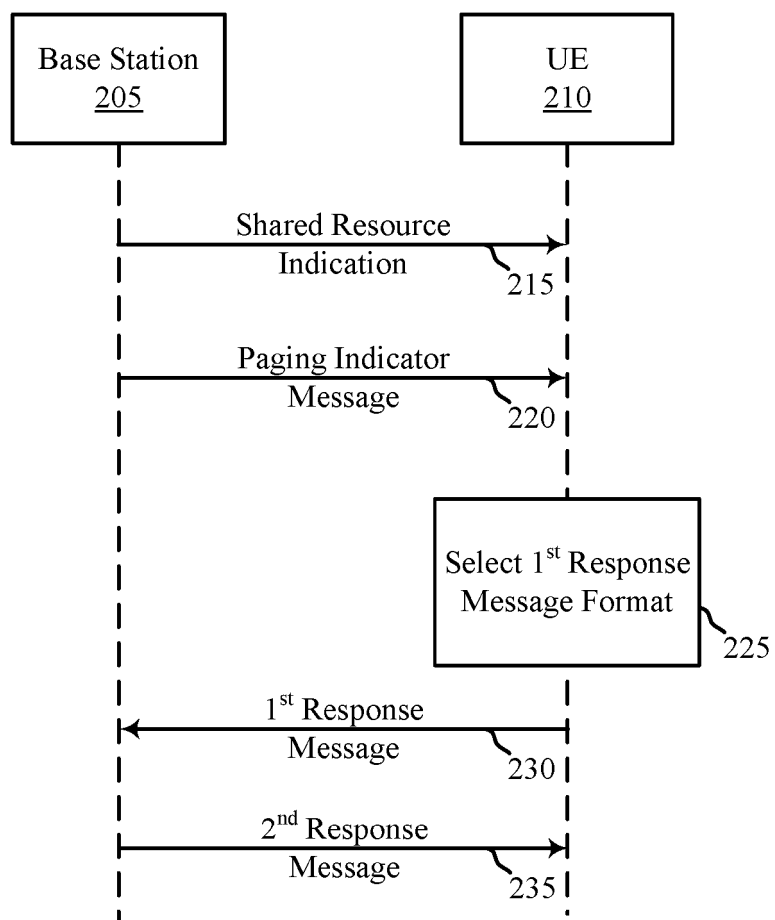 Base Station
205
UE
210
Shared Resource
Indication
215
Paging Indicator
Message
220
Select 1st Response
Message Format
225
1st Response
Message
230
2nd Response
Message
235